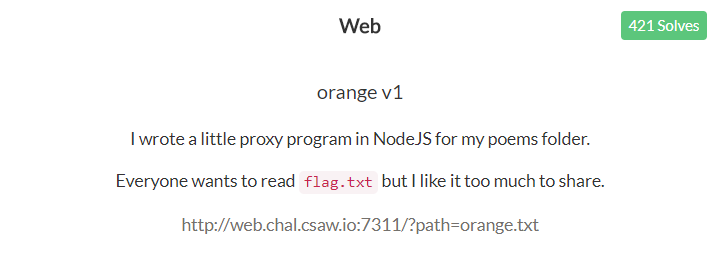 Web
421 Solves
orange v1
I wrote a little proxy program in NodeJS for my poems folder.
Everyone wants to read flag.txt but I like it too much to share.
http://web.chal.csaw.io:7311/?path=orange.txt